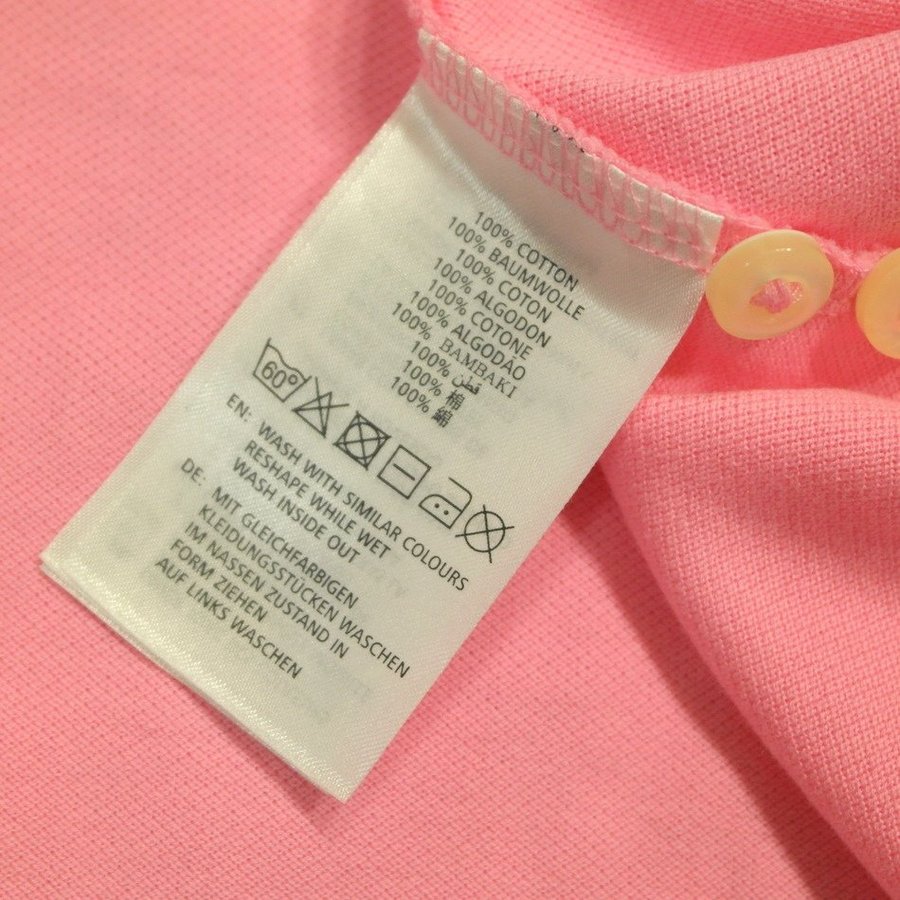 100% COTTON
100% BAUMWOLLE
100% COTON
100% ALGODON
100% COTONE
100% ALGODÃO
100% BAMBAKI
100% قطن
100% 棉
100% 綿
60°
EN: WASH WITH SIMILAR COLOURS
RESHAPE WHILE WET
WASH INSIDE OUT
DE: MIT GLEICHFARBIGEN
KLEIDUNGSSTÜCKEN WASCHEN
IM NASSEN ZUSTAND IN
FORM ZIEHEN
AUF LINKS WASCHEN